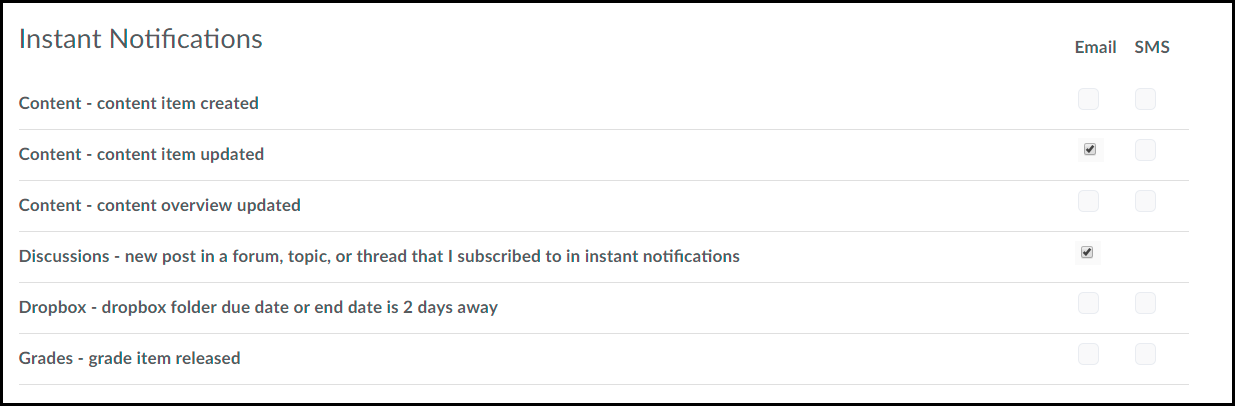 Instant Notifications
Email SMS
Content - content item created
Content - content item updated
Content - content overview updated
Discussions - new post in a forum, topic, or thread that I subscribed to in instant notifications
Dropbox - dropbox folder due date or end date is 2 days away
Grades - grade item released